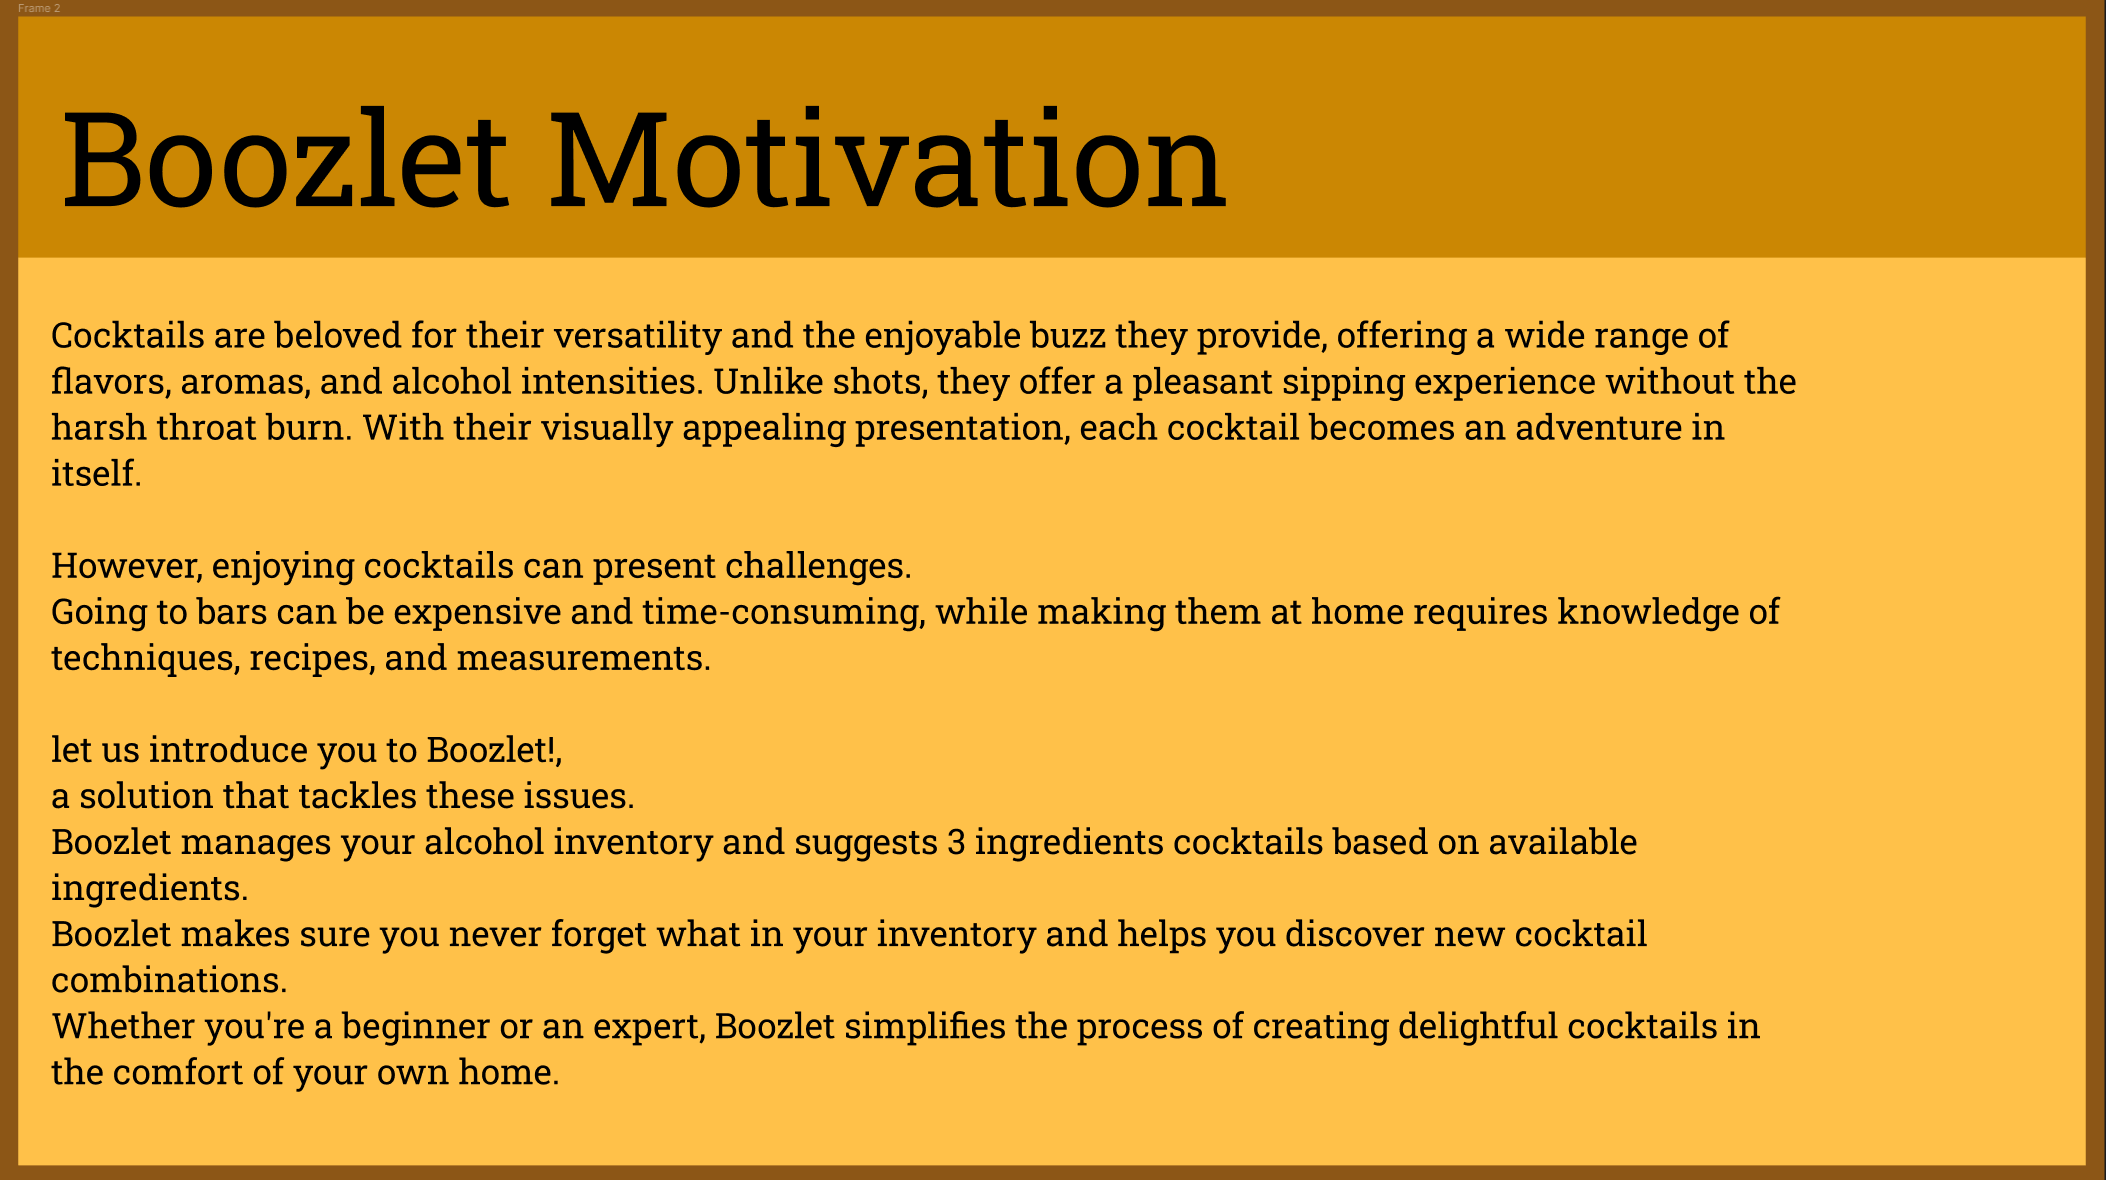 Frame 2
Boozlet Motivation
Cocktails are beloved for their versatility and the enjoyable buzz they provide, offering a wide range of
flavors, aromas, and alcohol intensities. Unlike shots, they offer a pleasant sipping experience without the
harsh throat burn. With their visually appealing presentation, each cocktail becomes an adventure in
itself.
However, enjoying cocktails can present challenges.
Going to bars can be expensive and time-consuming, while making them at home requires knowledge of
techniques, recipes, and measurements.
let us introduce you to Boozlet!,
a solution that tackles these issues.
Boozlet manages your alcohol inventory and suggests 3 ingredients cocktails based on available
ingredients.
Boozlet makes sure you never forget what in your inventory and helps you discover new cocktail
combinations.
Whether you're a beginner or an expert, Boozlet simplifies the process of creating delightful cocktails in
the comfort of your own home.